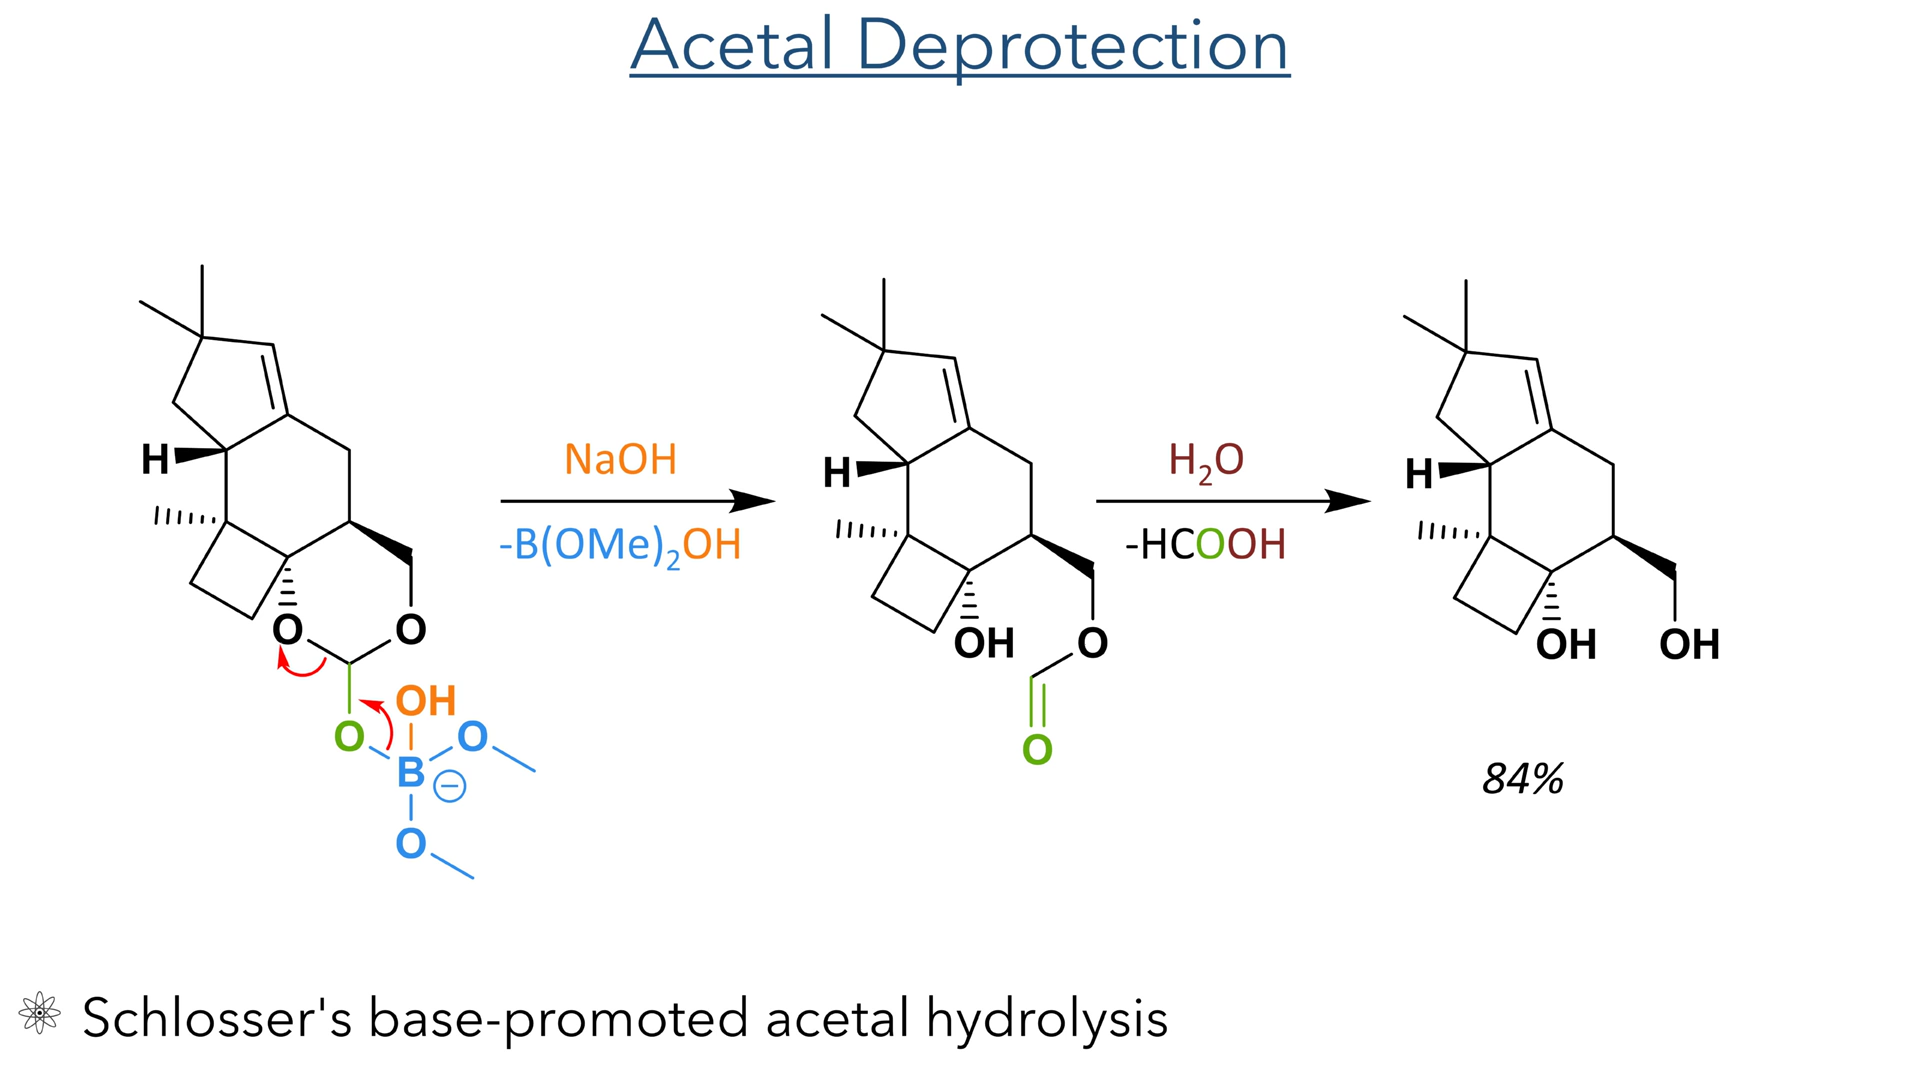 Acetal Deprotection
H
O
O
OH
O
O
B
⊖
O
NaOH
-B(OMe)₂OH
H
OH
O
O
H₂O
-HCOOH
H
OH
OH
84%
Schlosser's base-promoted acetal hydrolysis